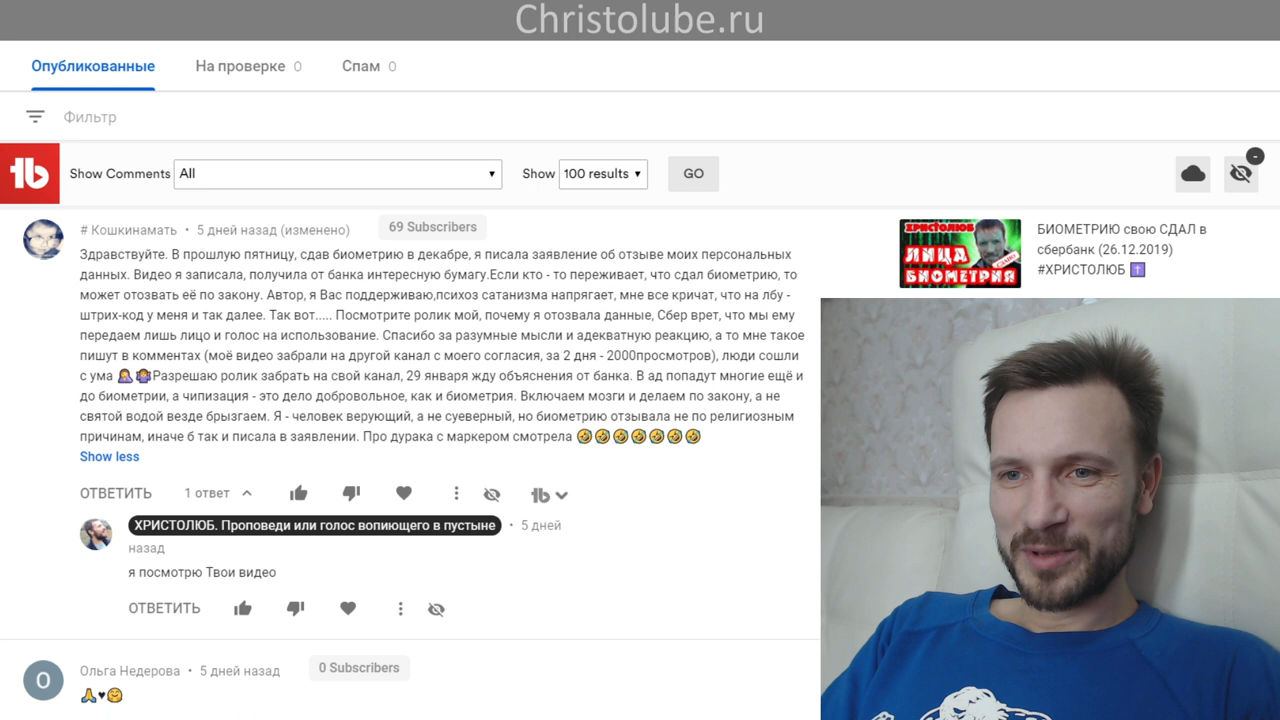 Christolube.ru
Опубликованные
На проверке 0
Спам 0
Фильтр
Show Comments All
Show 100 results
GO
# Кошкинамать • 5 дней назад (изменено)
69 Subscribers
Здравствуйте. В прошлую пятницу, сдав биометрию в декабре, я писала заявление об отзыве моих персональных
данных. Видео я записала, получила от банка интересную бумагу.Если кто - то переживает, что сдал биометрию, то
может отозвать её по закону. Автор, я Вас поддерживаю,психоз сатанизма напрягает, мне все кричат, что на лбу -
штрих-код у меня и так далее. Так вот..... Посмотрите ролик мой, почему я отозвала данные, Сбер врет, что мы ему
передаем лишь лицо и голос на использование. Спасибо за разумные мысли и адекватную реакцию, а то мне такое
пишут в комментах (моё видео забрали на другой канал с моего согласия, за 2 дня - 2000просмотров), люди сошли
с ума 🤦‍♀️🤷‍♀️Разрешаю ролик забрать на свой канал, 29 января жду объяснения от банка. В ад попадут многие ещё и
до биометрии, а чипизация - это дело добровольное, как и биометрия. Включаем мозги и делаем по закону, а не
святой водой везде брызгаем. Я - человек верующий, а не суеверный, но биометрию отзывала не по религиозным
причинам, иначе б так и писала в заявлении. Про дурака с маркером смотрела 🤣🤣🤣🤣🤣🤣🤣
Show less
ОТВЕТИТЬ
1 ответ
ХРИСТОЛЮБ. Проповеди или голос вопиющего в пустыне • 5 дней
назад
я посмотрю Твои видео
ОТВЕТИТЬ
Ольга Недерова • 5 дней назад
0 Subscribers
О
🙏♥🤗
ХРИСТОЛЮБ
ЛИЦА
СДАЮ
БИОМЕТРИЯ
БИОМЕТРИЮ свою СДАЛ в
сбербанк (26.12.2019)
#ХРИСТОЛЮБ ✝️